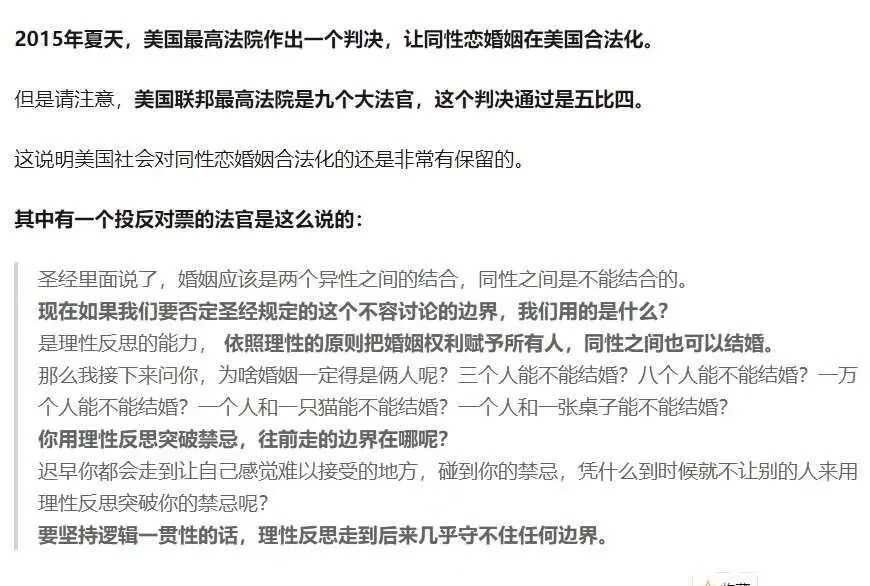 2015年夏天，美国最高法院作出一个判决，让同性恋婚姻在美国合法化。
但是请注意，美国联邦最高法院是九个大法官，这个判决通过是五比四。
这说明美国社会对同性恋婚姻合法化的还是非常有保留的。
其中有一个投反对票的法官是这么说的：
圣经里面说了，婚姻应该是两个异性之间的结合，同性之间是不能结合的。
现在如果我们要否定圣经规定的这个不容讨论的边界，我们用的是什么？
是理性反思的能力， 依照理性的原则把婚姻权利赋予所有人，同性之间也可以结婚。
那么我接下来问你，为啥婚姻一定得是俩人呢？三个人能不能结婚？八个人能不能结婚？一万
个人能不能结婚？一个人和一只猫能不能结婚？一个人和一张桌子能不能结婚？
你用理性反思突破禁忌，往前走的边界在哪呢？
迟早你都会走到让自己感觉难以接受的地方，碰到你的禁忌，凭什么到时候就不让别的人来用
理性反思突破你的禁忌呢？
要坚持逻辑一贯性的话，理性反思走到后来几乎守不住任何边界。